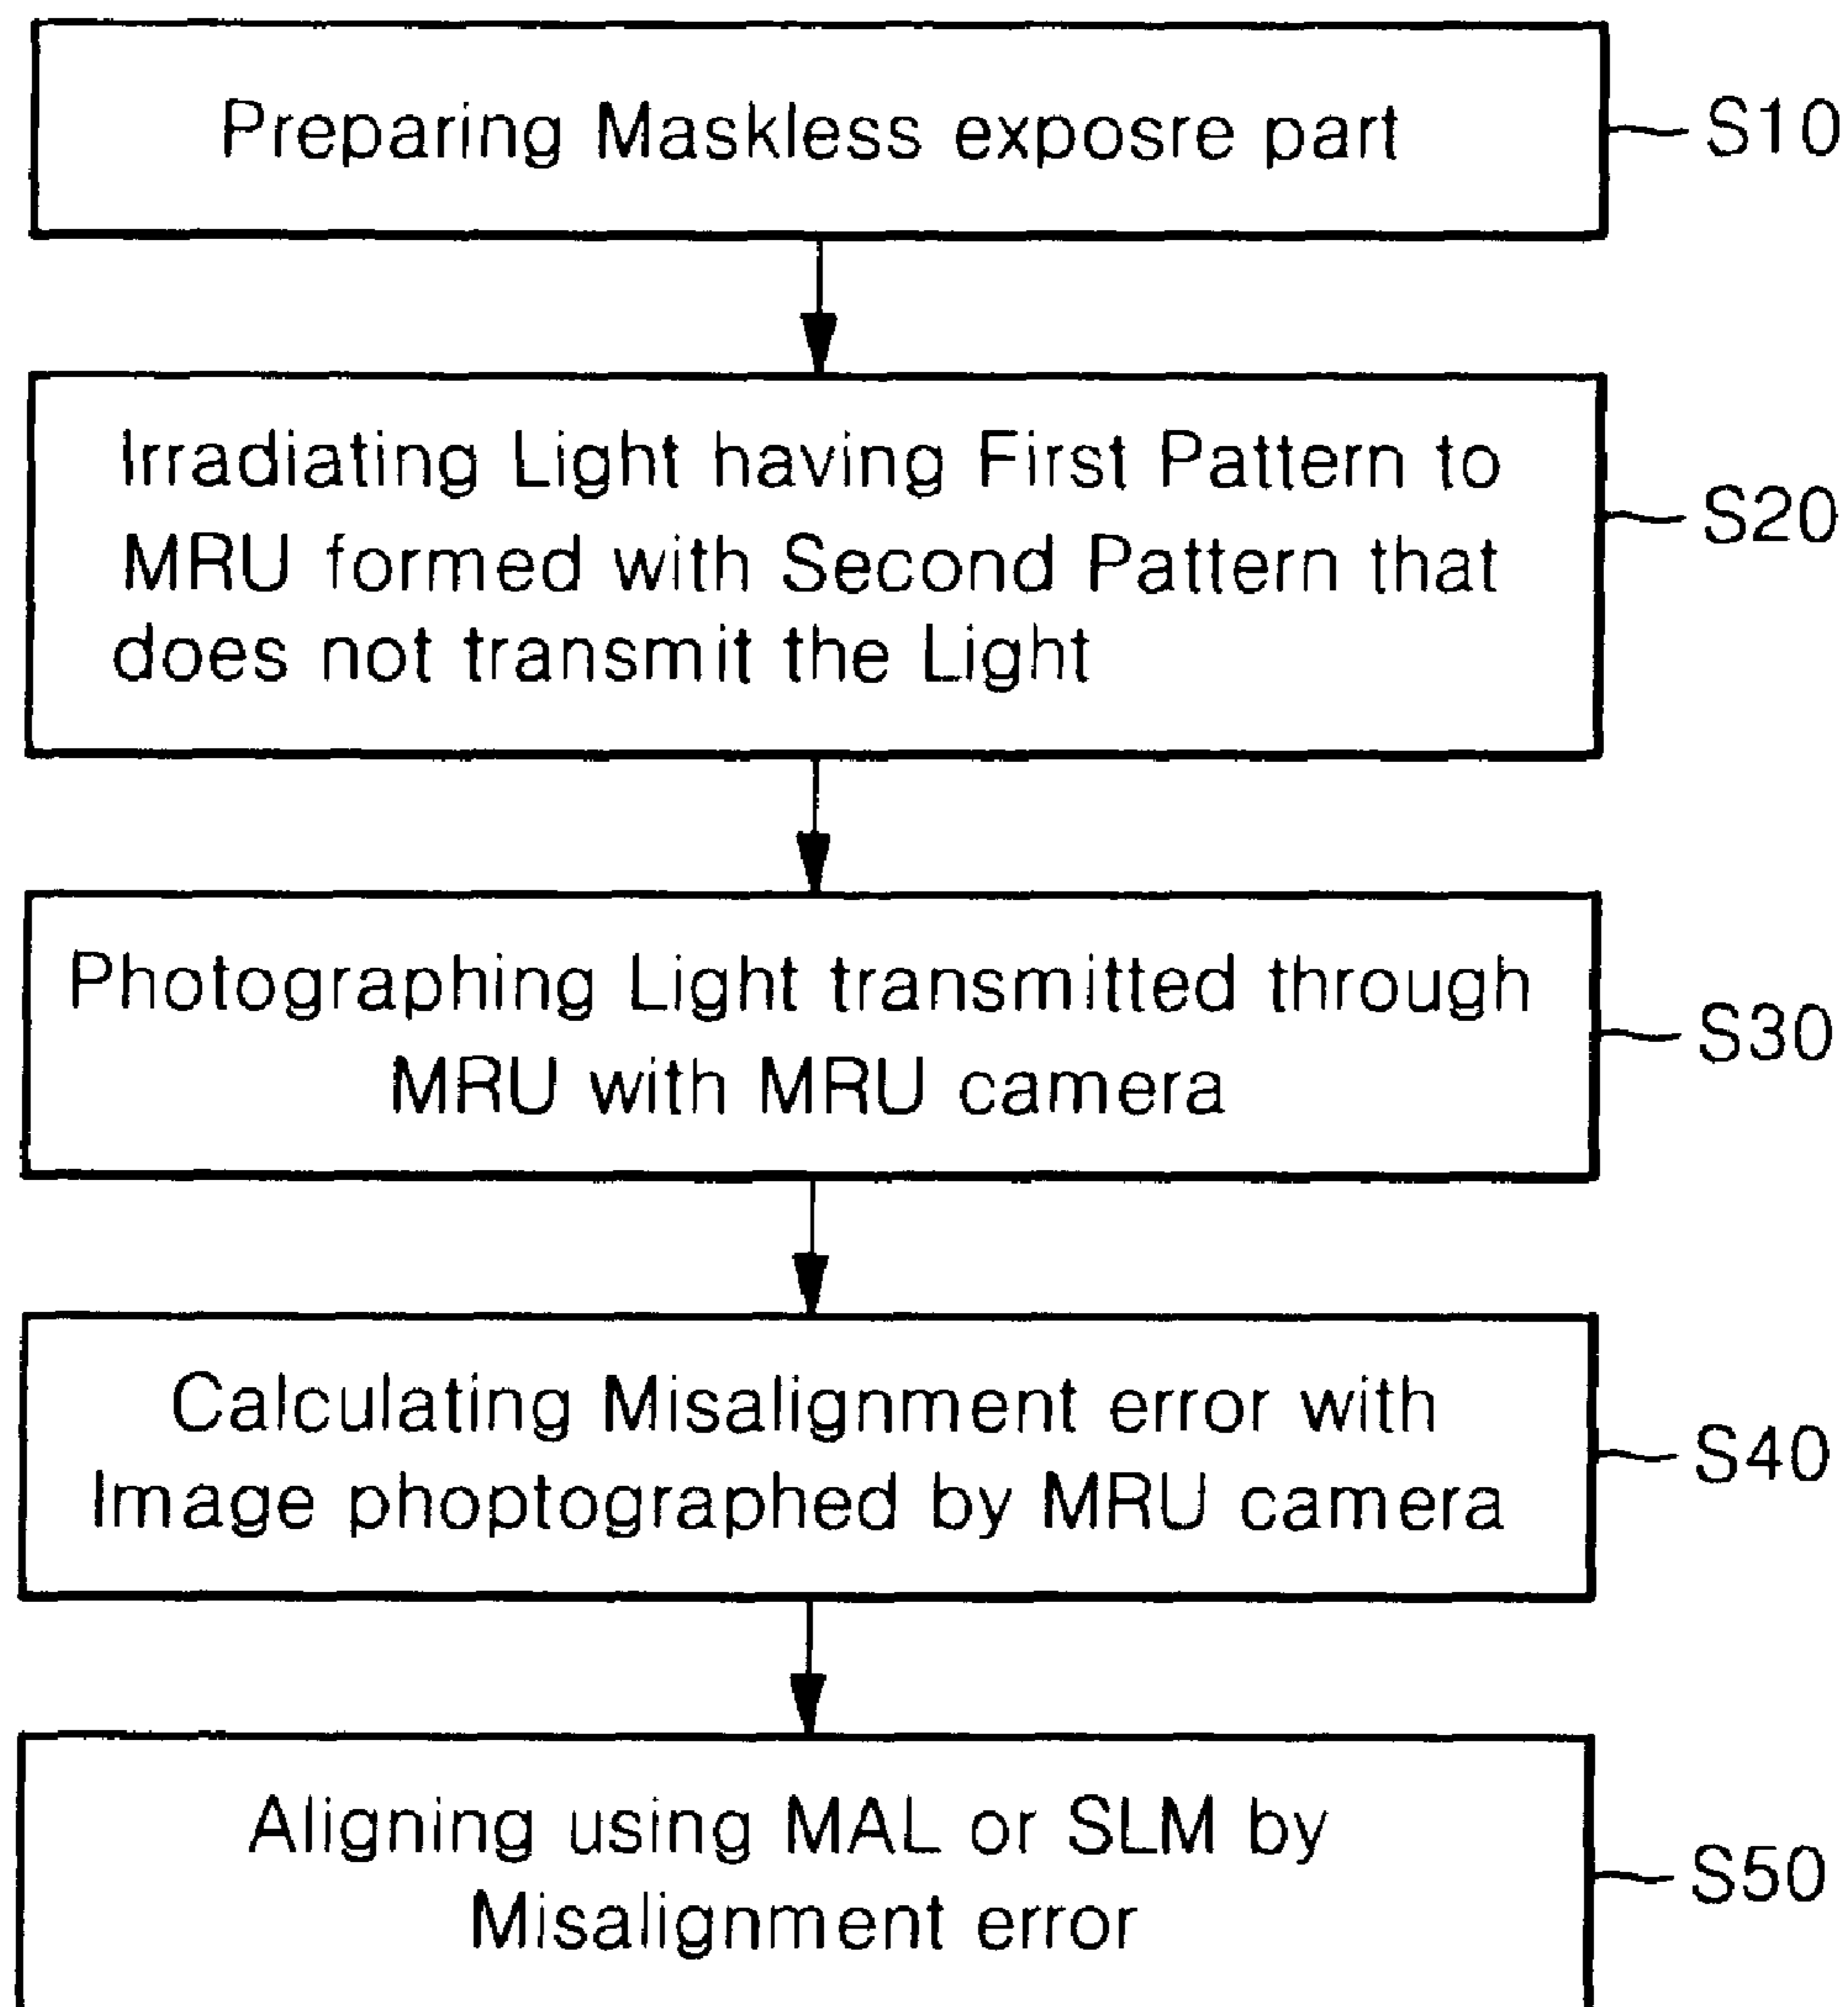 Preparing Maskless exposre part
S10
Irradiating Light having First Pattern to
MRU formed with Second Pattern that
does not transmit the Light
S20
Photographing Light transmitted through
MRU with MRU camera
S30
Calculating Misalignment error with
Image phoptographed by MRU camera
S40
Aligning using MAL or SLM by
Misalignment error
S50